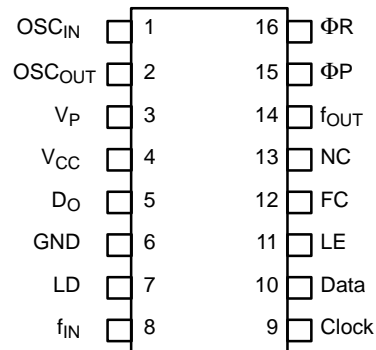 OSCIN 1 16 ΦR
OSCOUT 2 15 ΦP
VP 3 14 fOUT
VCC 4 13 NC
DO 5 12 FC
GND 6 11 LE
LD 7 10 Data
fIN 8 9 Clock